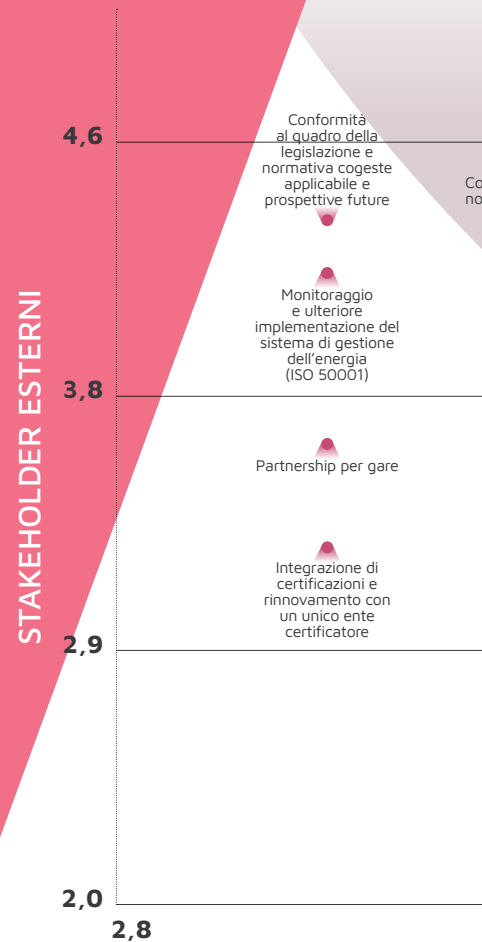 STAKEHOLDER ESTERNI
4,6
Conformità
al quadro della
legislazione e
normativa cogeste
applicabile e
prospettive future
Co
no
Monitoraggio
e ulteriore
implementazione del
sistema di gestione
dell'energia
(ISO 50001)
3,8
Partnership per gare
Integrazione di
certificazioni e
rinnovamento con
un unico ente
certificatore
2,9
2,0
2,8